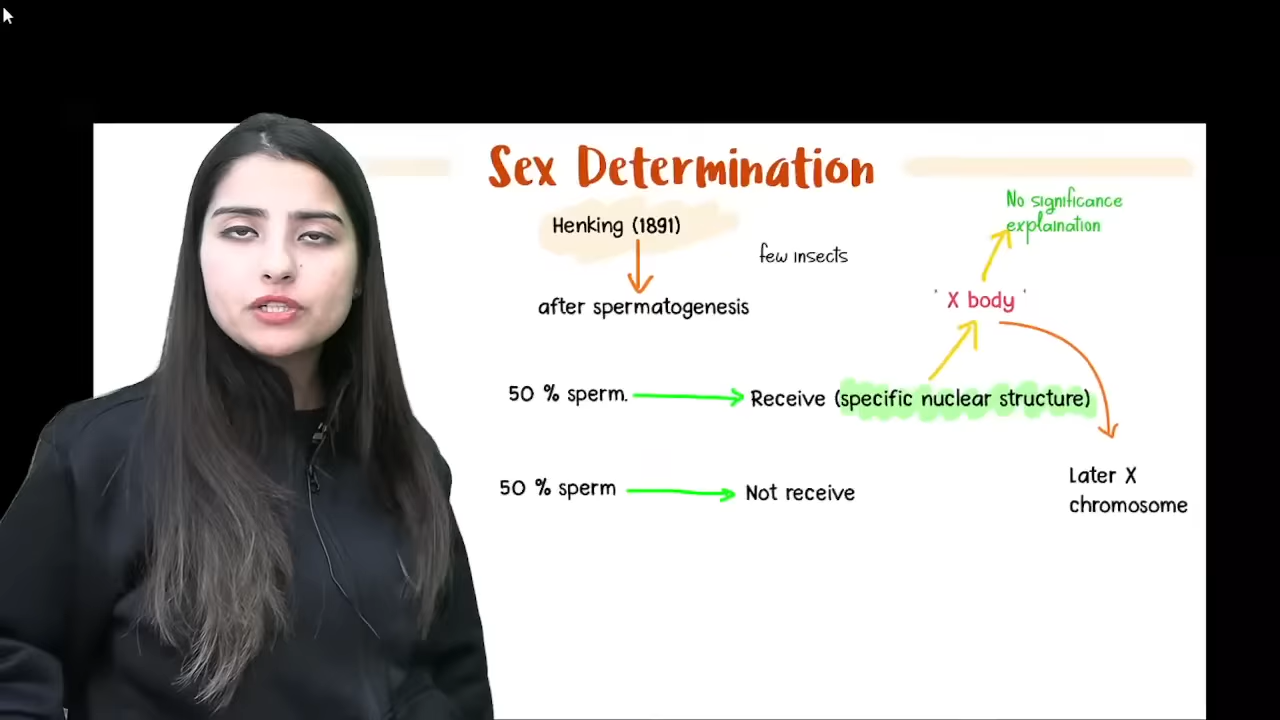 Sex Determination
Henking (1891)
few insects
after spermatogenesis
No significance
explaination
' X body '
50 % sperm. Receive (specific nuclear structure)
Later X
chromosome
50 % sperm Not receive